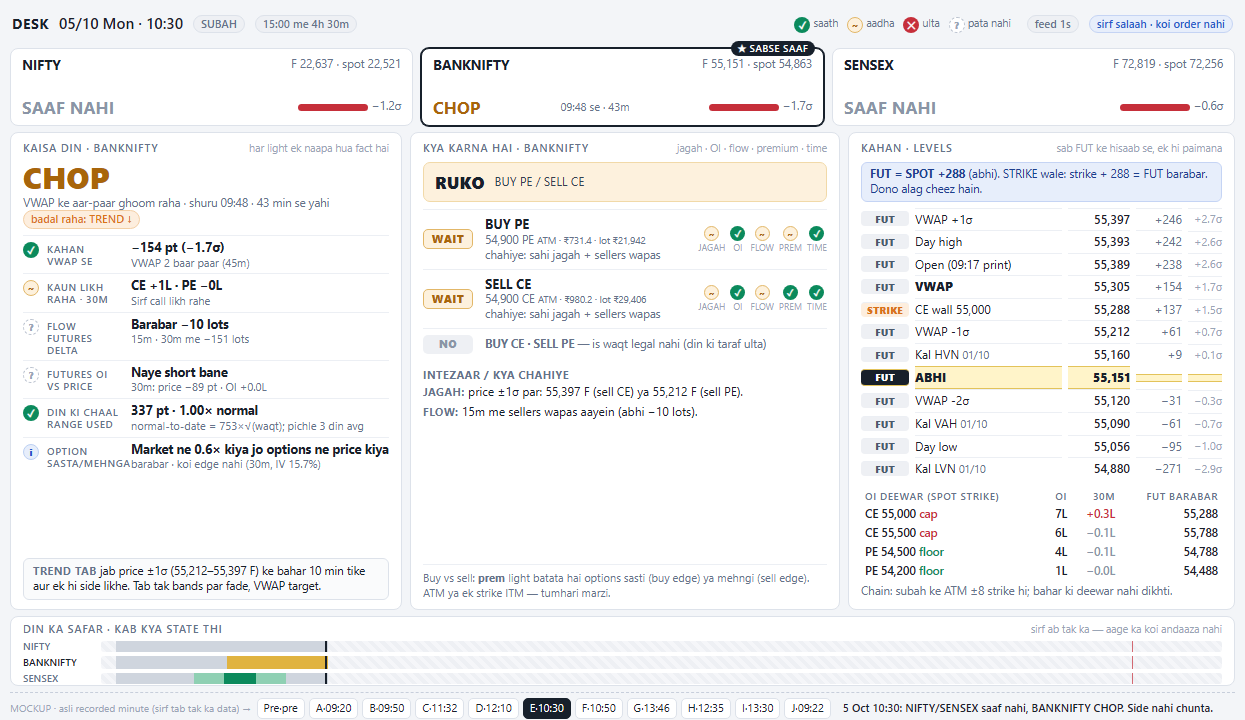 DESK 05/10 Mon · 10:30 SUBAH 15:00 me 4h 30m ✓ saath ~ aadha ✕ ulta ? pata nahi feed 1s sirf salaah · koi order nahi
★ SABSE SAAF
NIFTY F 22,637 · spot 22,521
SAAF NAHI −1.2σ
BANKNIFTY F 55,151 · spot 54,863
CHOP 09:48 se · 43m −1.7σ
SENSEX F 72,819 · spot 72,256
SAAF NAHI −0.6σ
KAISA DIN · BANKNIFTY har light ek naapa hua fact hai
CHOP
VWAP ke aar-paar ghoom raha · shuru 09:48 · 43 min se yahi
badal raha: TREND ↓
✓ KAHAN −154 pt (−1.7σ)
VWAP SE VWAP 2 baar paar (45m)
~ KAUN LIKH CE +1L · PE −0L
RAHA · 30M Sirf call likh rahe
? FLOW Barabar −10 lots
FUTURES 15m · 30m me −151 lots
DELTA
? FUTURES OI Naye short bane
VS PRICE 30m: price −89 pt · OI +0.0L
✓ DIN KI CHAAL 337 pt · 1.00× normal
RANGE USED normal-to-date = 753×√(waqt); pichle 3 din avg
i OPTION Market ne 0.6× kiya jo options ne price kiya
SASTA/MEHNGA barabar · koi edge nahi (30m, IV 15.7%)
TREND TAB jab price ±1σ (55,212–55,397 F) ke bahar 10 min tike
aur ek hi side likhe. Tab tak bands par fade, VWAP target.
KYA KARNA HAI · BANKNIFTY jagah · OI · flow · premium · time
RUKO BUY PE / SELL CE
WAIT BUY PE
54,900 PE ATM · ₹731.4 · lot ₹21,942
chahiye: sahi jagah + sellers wapas
~ ✓ ~ ~ ✓
JAGAH OI FLOW PREM TIME
WAIT SELL CE
54,900 CE ATM · ₹980.2 · lot ₹29,406
chahiye: sahi jagah + sellers wapas
~ ✓ ~ ✓ ✓
JAGAH OI FLOW PREM TIME
NO BUY CE · SELL PE — is waqt legal nahi (din ki taraf ulta)
INTEZAAR / KYA CHAHIYE
JAGAH: price ±1σ par: 55,397 F (sell CE) ya 55,212 F (sell PE).
FLOW: 15m me sellers wapas aayein (abhi −10 lots).
Buy vs sell: prem light batata hai options sasti (buy edge) ya mehngi (sell edge).
ATM ya ek strike ITM — tumhari marzi.
KAHAN · LEVELS sab FUT ke hisaab se, ek hi paimana
FUT = SPOT +288 (abhi). STRIKE wale: strike + 288 = FUT barabar.
Dono alag cheez hain.
FUT VWAP +1σ 55,397 +246 +2.7σ
FUT Day high 55,393 +242 +2.6σ
FUT Open (09:17 print) 55,389 +238 +2.6σ
FUT VWAP 55,305 +154 +1.7σ
STRIKE CE wall 55,000 55,288 +137 +1.5σ
FUT VWAP -1σ 55,212 +61 +0.7σ
FUT Kal HVN 01/10 55,160 +9 +0.1σ
FUT ABHI 55,151
FUT VWAP -2σ 55,120 −31 −0.3σ
FUT Kal VAH 01/10 55,090 −61 −0.7σ
FUT Day low 55,056 −95 −1.0σ
FUT Kal LVN 01/10 54,880 −271 −2.9σ
OI DEEWAR (SPOT STRIKE) OI 30M FUT BARABAR
CE 55,000 cap 7L +0.3L 55,288
CE 55,500 cap 6L −0.1L 55,788
PE 54,500 floor 4L −0.1L 54,788
PE 54,200 floor 1L −0.0L 54,488
Chain: subah ke ATM ±8 strike hi; bahar ki deewar nahi dikhti.
DIN KA SAFAR · KAB KYA STATE THI sirf ab tak ka — aage ka koi andaaza nahi
NIFTY
BANKNIFTY
SENSEX
MOCKUP · asli recorded minute (sirf tab tak ka data) → Pre·pre A·09:20 B·09:50 C·11:32 D·12:10 E·10:30 F·10:50 G·13:46 H·12:35 I·13:30 J·09:22 5 Oct 10:30: NIFTY/SENSEX saaf nahi, BANKNIFTY CHOP. Side nahi chunta.